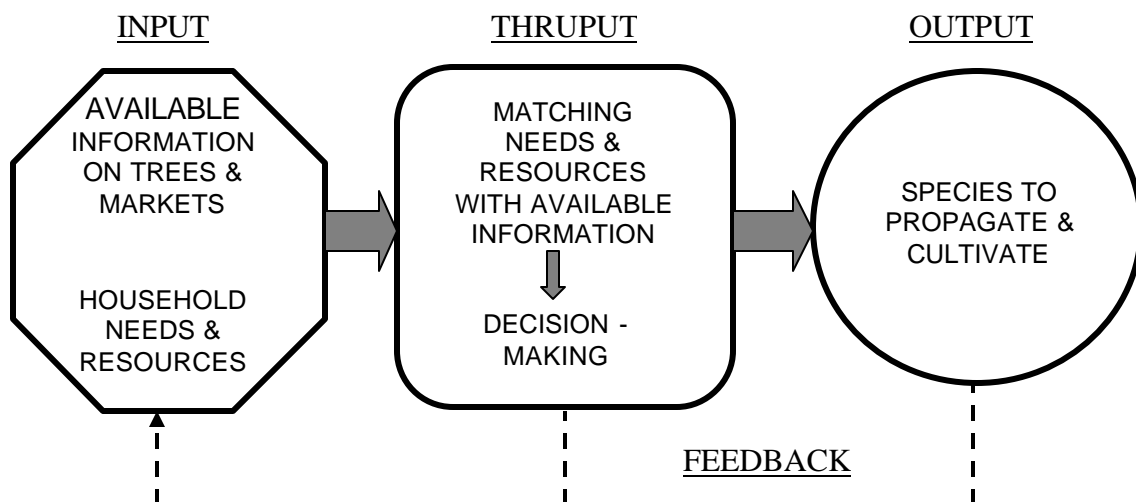 INPUT
THRUPUT
OUTPUT
AVAILABLE
INFORMATION
ON TREES &
MARKETS
HOUSEHOLD
NEEDS &
RESOURCES
MATCHING
NEEDS &
RESOURCES
WITH AVAILABLE
INFORMATION
DECISION -
MAKING
SPECIES TO
PROPAGATE &
CULTIVATE
FEEDBACK